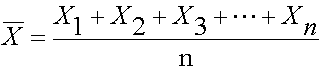 X̅ = (X₁ + X₂ + X₃ + ⋯ + Xₙ) / n